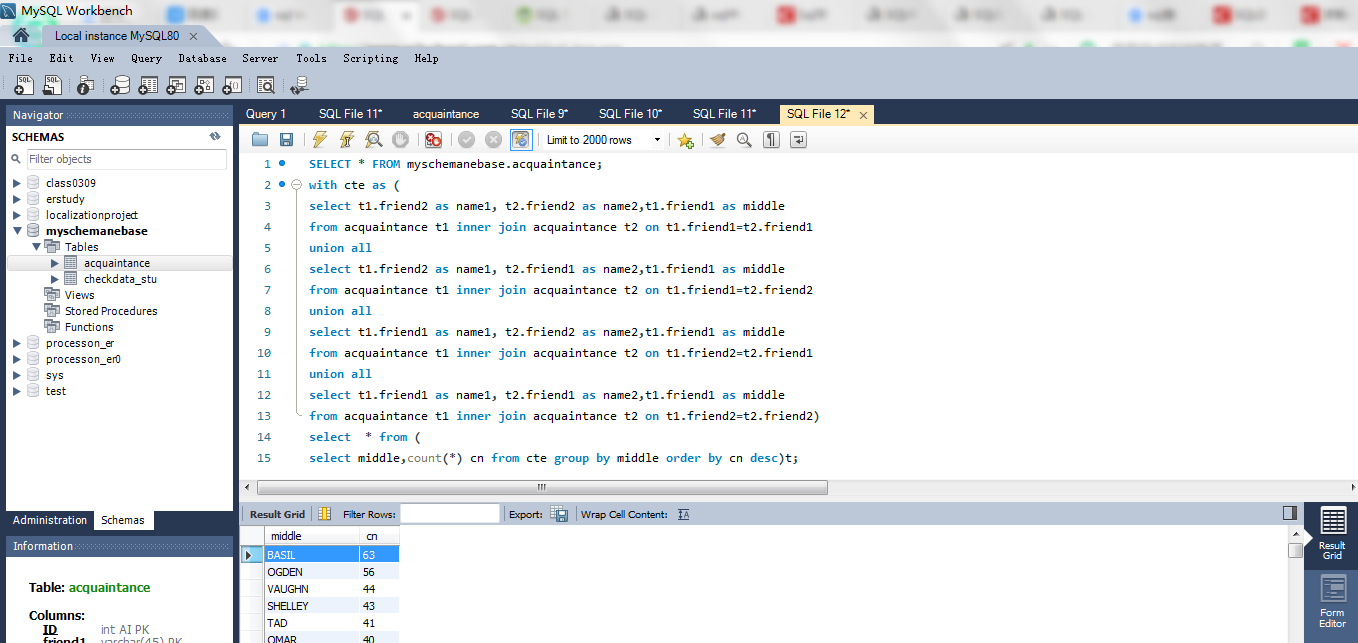 MySQL Workbench
Local instance MySQL80 ×
File Edit View Query Database Server Tools Scripting Help
Navigator
SCHEMAS
Filter objects
class0309
erstudy
localizationproject
myschemanebase
Tables
acquaintance
checkdata_stu
Views
Stored Procedures
Functions
processon_er
processon_er0
sys
test
Administration Schemas
Information
Table: acquaintance
Columns:
ID int AI PK
friend1 varchar(45) PK
Query 1 SQL File 11* acquaintance SQL File 9* SQL File 10* SQL File 11* SQL File 12* ×
Limit to 2000 rows
1 SELECT * FROM myschemanebase.acquaintance;
2 with cte as (
3 select t1.friend2 as name1, t2.friend2 as name2,t1.friend1 as middle
4 from acquaintance t1 inner join acquaintance t2 on t1.friend1=t2.friend1
5 union all
6 select t1.friend2 as name1, t2.friend1 as name2,t1.friend1 as middle
7 from acquaintance t1 inner join acquaintance t2 on t1.friend1=t2.friend2
8 union all
9 select t1.friend1 as name1, t2.friend2 as name2,t1.friend1 as middle
10 from acquaintance t1 inner join acquaintance t2 on t1.friend2=t2.friend1
11 union all
12 select t1.friend1 as name1, t2.friend1 as name2,t1.friend1 as middle
13 from acquaintance t1 inner join acquaintance t2 on t1.friend2=t2.friend2)
14 select  * from (
15 select middle,count(*) cn from cte group by middle order by cn desc)t;
Result Grid Filter Rows: Export: Wrap Cell Content:
middle cn
BASIL 63
OGDEN 56
VAUGHN 44
SHELLEY 43
TAD 41
OMAR 40
Result
Grid
Form
Editor